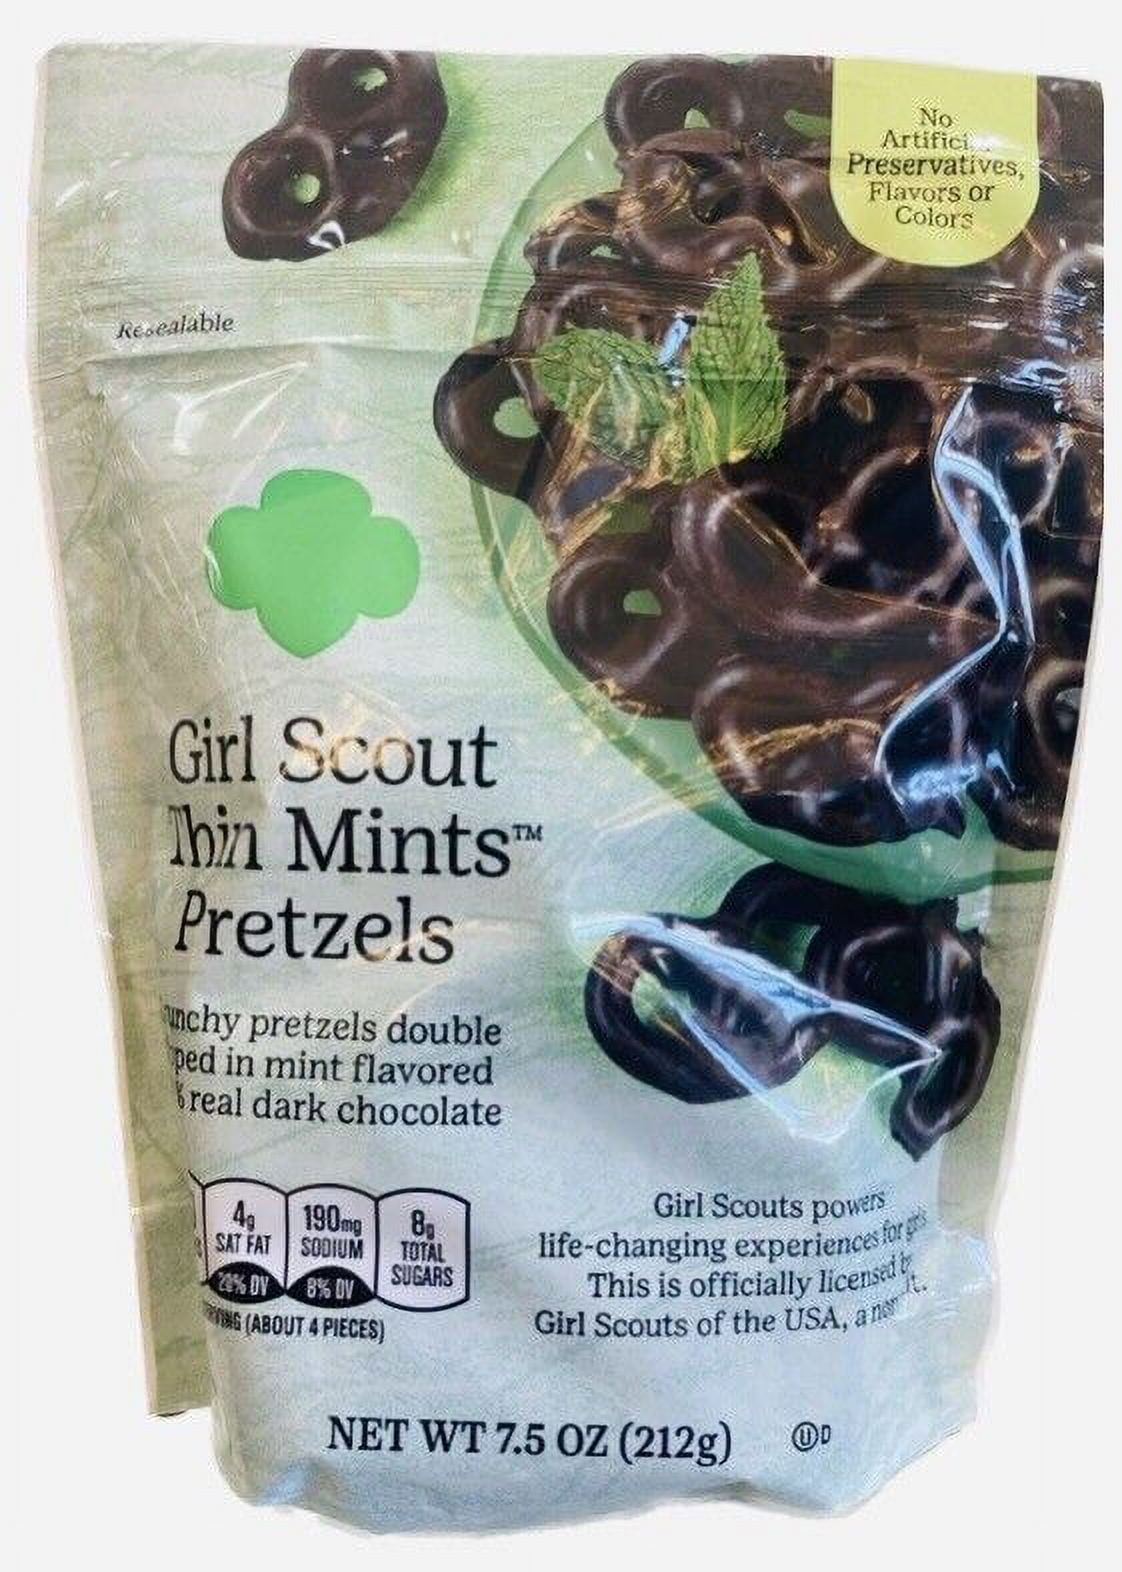 No
Preservatives,
Flavors or
Colors
Resealable
Girl Scout
Thin Mints™
Pretzels
pretzels double
in mint flavored
real dark chocolate
4g
SAT FAT
20% DV
190mg
SODIUM
8% DV
8g
TOTAL
SUGARS
(ABOUT 4 PIECES)
Girl Scouts powers
life-changing experiences for
This is officially licensed
Girl Scouts of the USA, a
NET WT 7.5 OZ (212g)
Ⓤ D